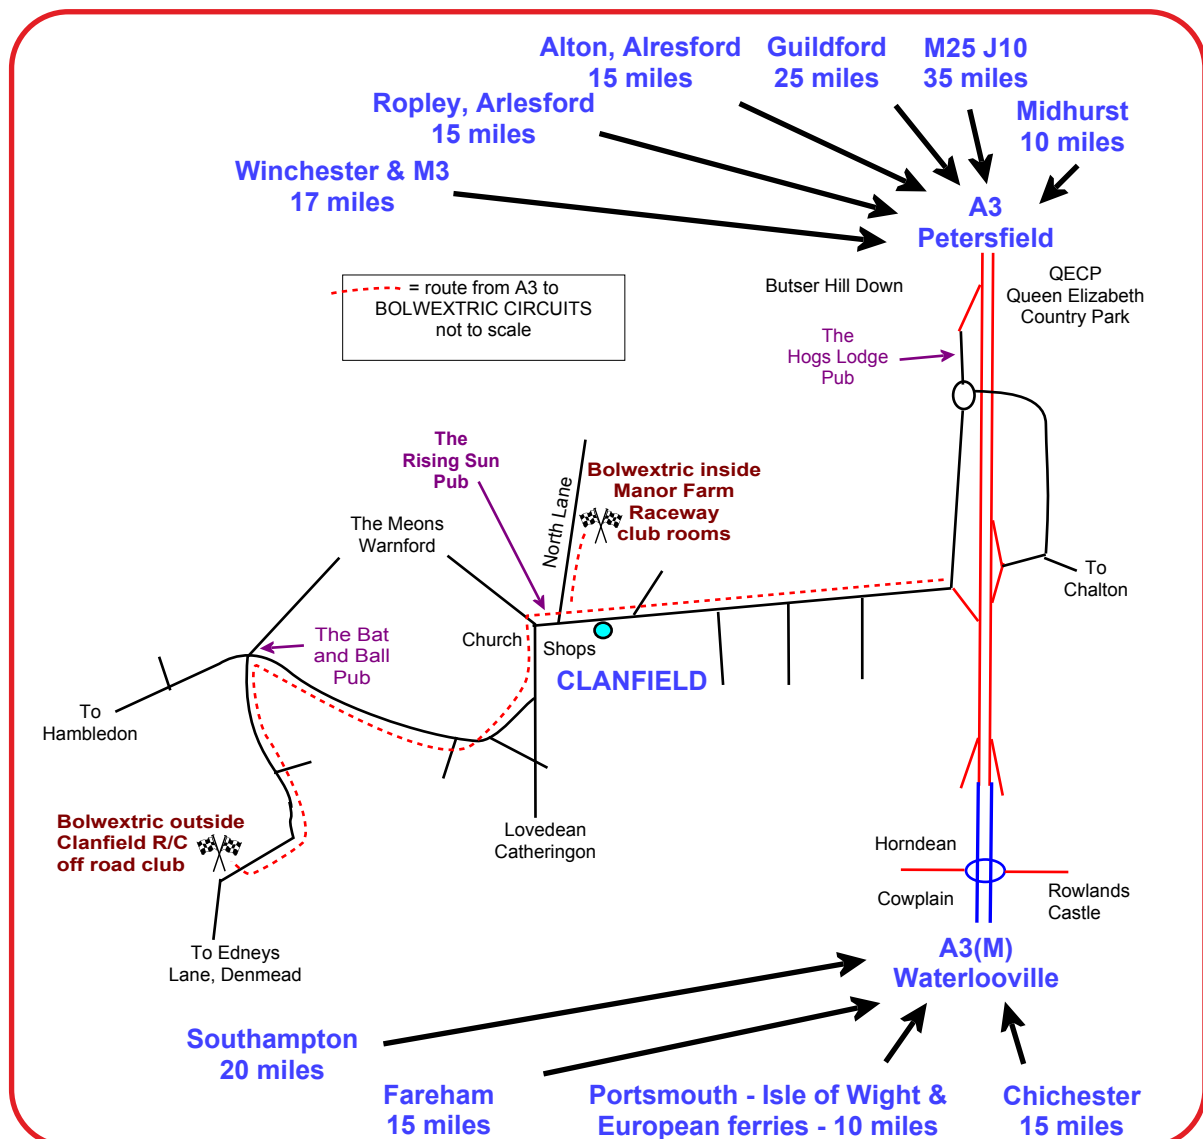 Alton, Alresford
15 miles
Guildford
25 miles
M25 J10
35 miles
Ropley, Arlesford
15 miles
Midhurst
10 miles
Winchester & M3
17 miles
A3
Petersfield
= route from A3 to
BOLWEXTRIC CIRCUITS
not to scale
Butser Hill Down
QECP
Queen Elizabeth
Country Park
The
Hogs Lodge
Pub
The
Rising Sun
Pub
North Lane
Bolwextric inside
Manor Farm
Raceway
club rooms
The Meons
Warnford
To
Chalton
Church
Shops
The Bat
and Ball
Pub
CLANFIELD
To
Hambledon
Bolwextric outside
Clanfield R/C
off road club
Lovedean
Catheringon
Horndean
Cowplain
Rowlands
Castle
To Edneys
Lane, Denmead
A3(M)
Waterlooville
Southampton
20 miles
Fareham
15 miles
Portsmouth - Isle of Wight &
European ferries - 10 miles
Chichester
15 miles